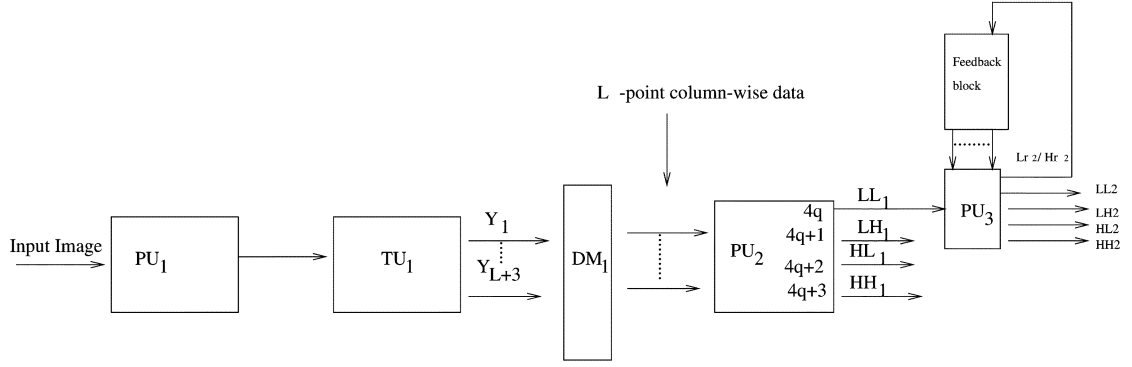 Feedback
block
L -point column-wise data
Lr 2/ Hr 2
LL2
LH2
HL2
HH2
PU3
LL1
LH1
HL1
HH1
4q
4q+1
4q+2
4q+3
PU2
Input Image
PU1
TU1
Y1
YL+3
DM1